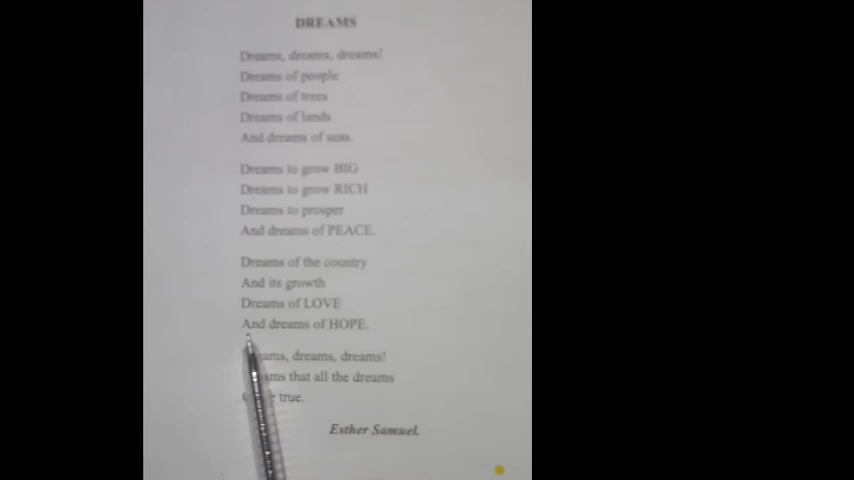 DREAMS
Dreams, dreams, dreams!
Dreams of people
Dreams of trees
Dreams of lands
And dreams of seas.
Dreams to grow BIG
Dreams to grow RICH
Dreams to prosper
And dreams of PEACE.
Dreams of the country
And its growth
Dreams of LOVE
And dreams of HOPE.
dreams, dreams!
that all the dreams
true.
Esther Samuel.